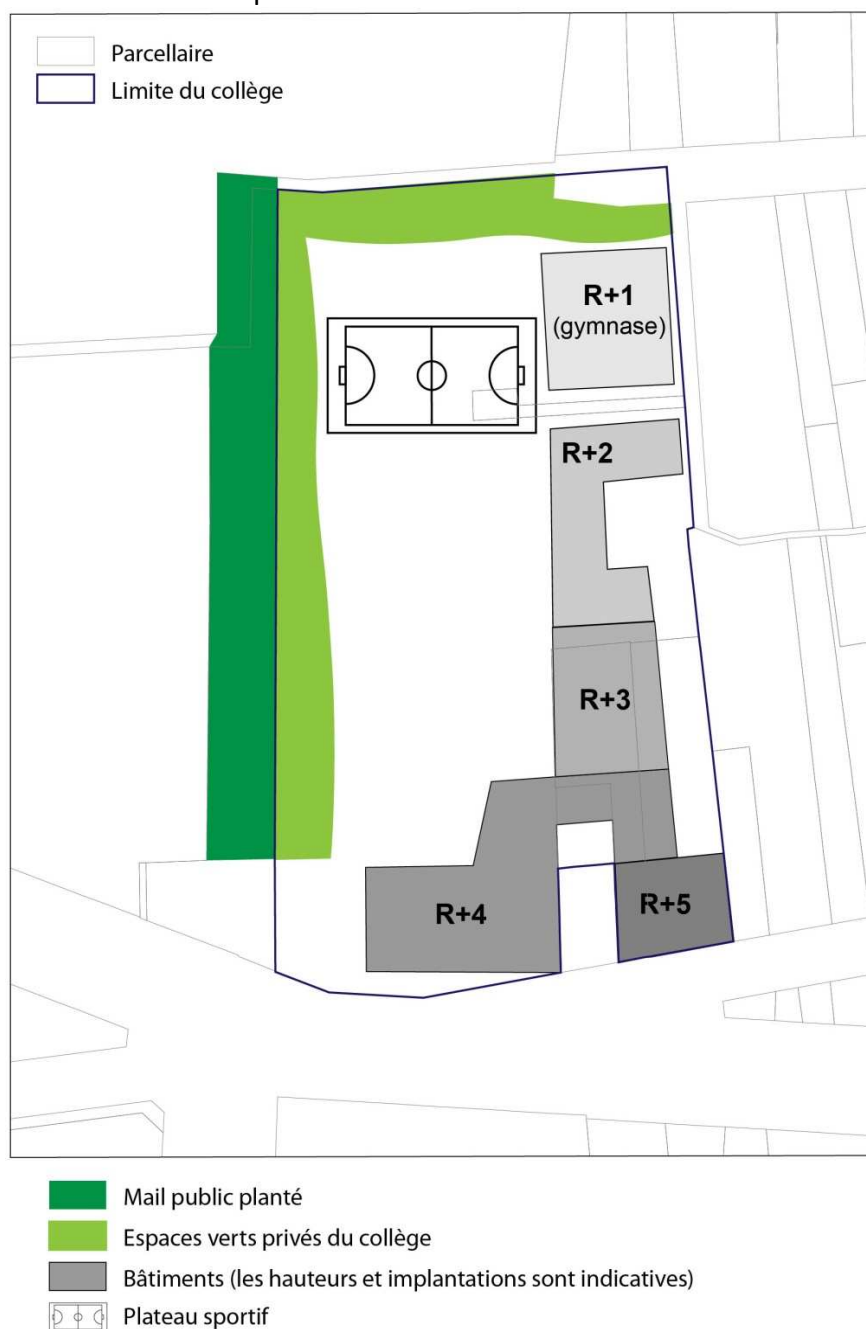 Parcellaire
Limite du collège
R+1
(gymnase)
R+2
R+3
R+4
R+5
Mail public planté
Espaces verts privés du collège
Bâtiments (les hauteurs et implantations sont indicatives)
Plateau sportif